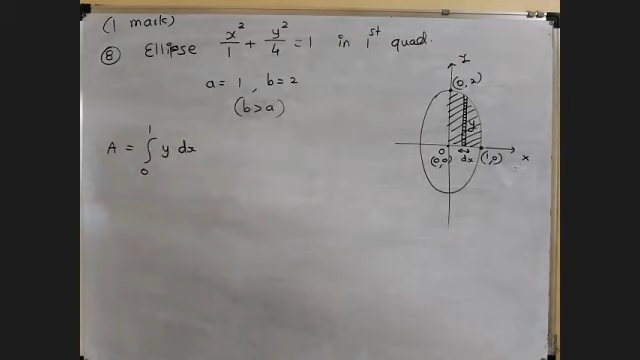 (1 mark)
⑧ Ellipse x²/1 + y²/4 = 1 in 1st quad.
a = 1, b = 2
(b > a)
A = ∫₀¹ y dx
y
(0, 2)
y
0
(0,0)
dx
(1,0)
x